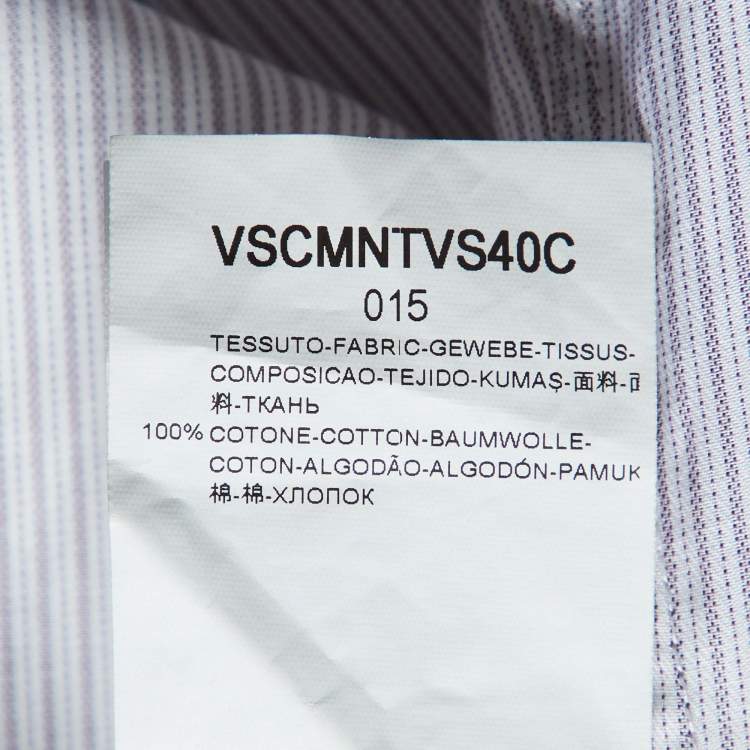 VSCMNTVS40C
015
TESSUTO-FABRIC-GEWEBE-TISSUS-
COMPOSICAO-TEJIDO-KUMAŞ-面料-面
料-ТКАНЬ
100% COTONE-COTTON-BAUMWOLLE-
COTON-ALGODÃO-ALGODÓN-PAMUK
棉-棉-ХЛОПОК